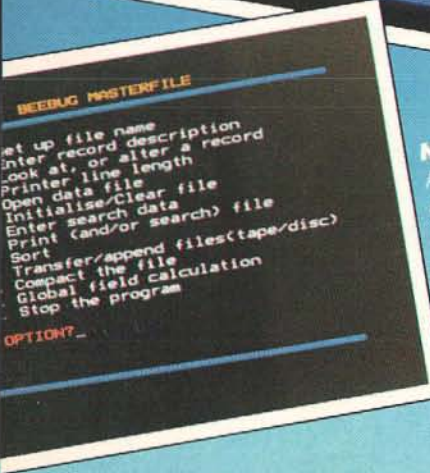 BEEBUG MASTERFILE
et up file name
nter record description
ook at, or alter a record
Printer line length
Open data file
Initialise/Clear file
Enter search data
Print (and/or search) file
Sort
Transfer/append files(tape/disc)
Compact the file
Global field calculation
Stop the program
OPTION?_